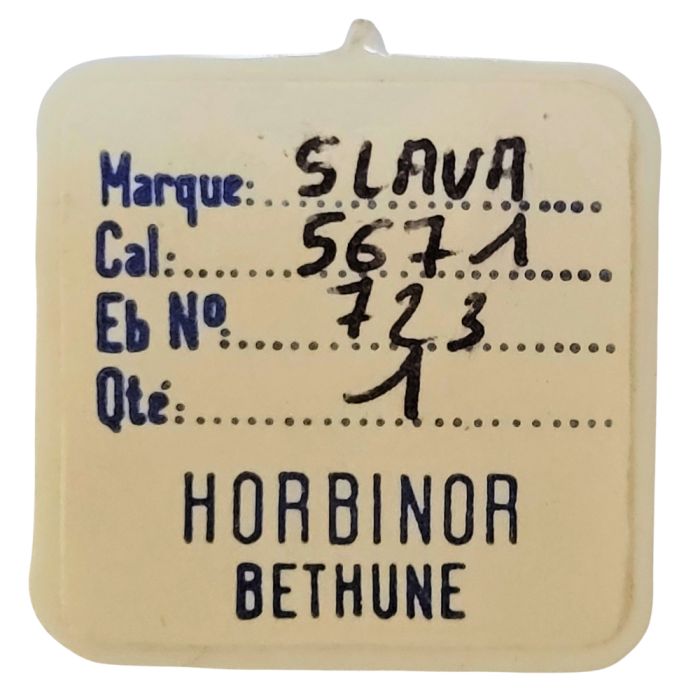 Marque: SLAVA
Cal: 5671
Eb Nº: 723
Qté: 1
HORBINOR
BETHUNE